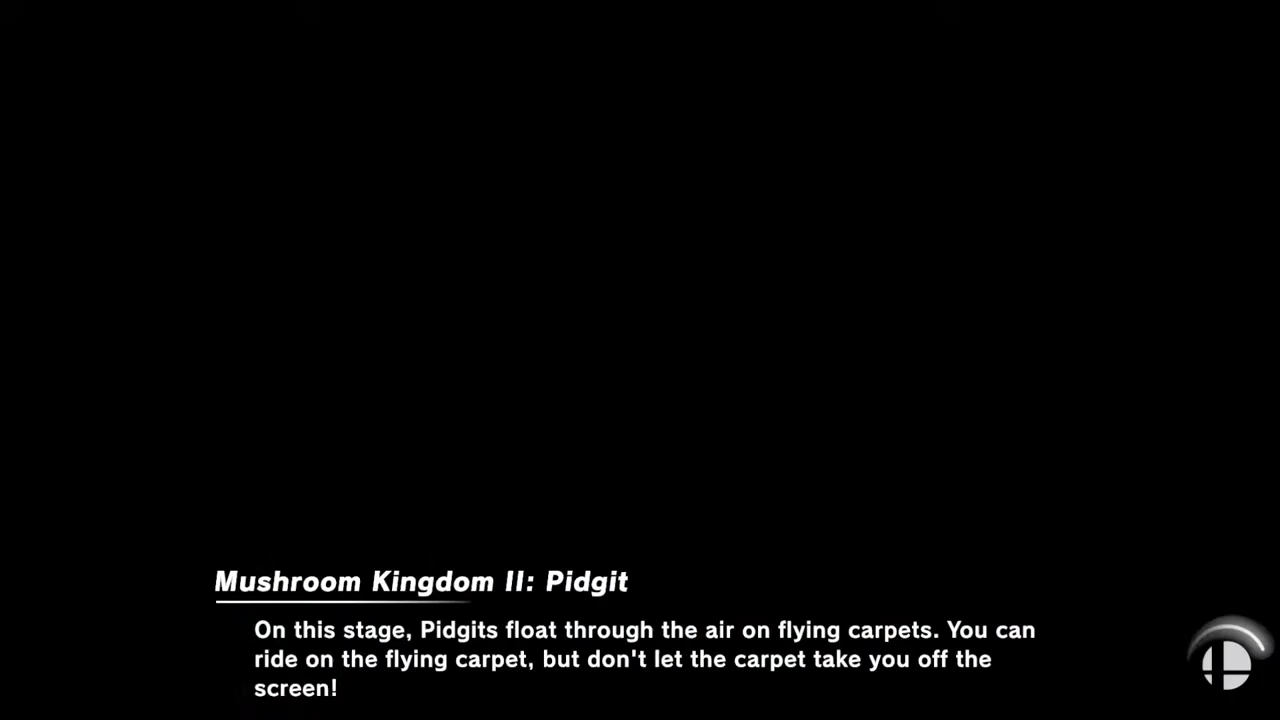 Mushroom Kingdom II: Pidgit
On this stage, Pidgits float through the air on flying carpets. You can
ride on the flying carpet, but don't let the carpet take you off the
screen!